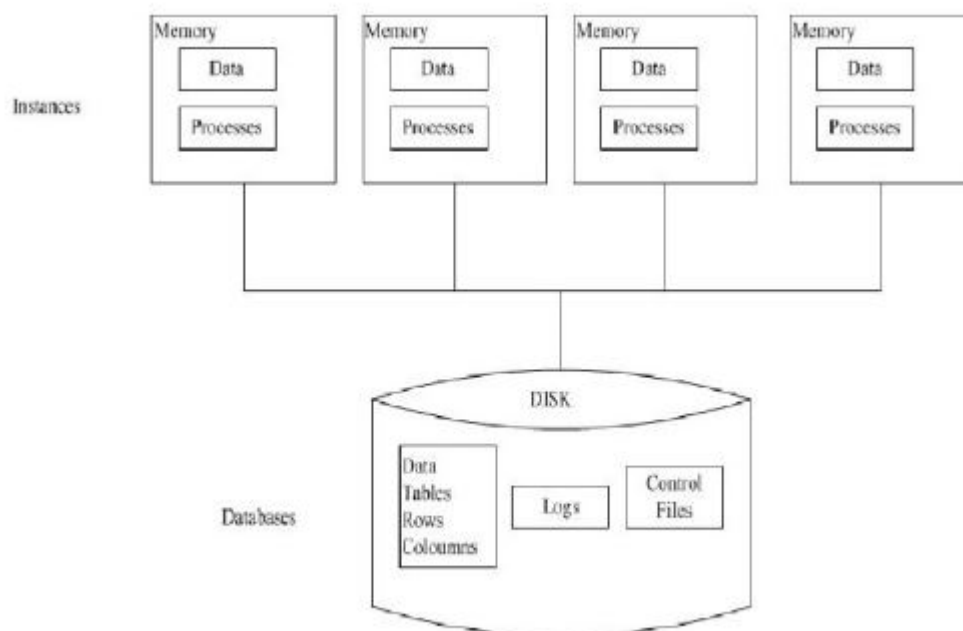 Memory Memory Memory Memory
Data Data Data Data
Instances
Processes Processes Processes Processes
DISK
Data
Tables
Rows
Coloumns
Logs
Control
Files
Databases